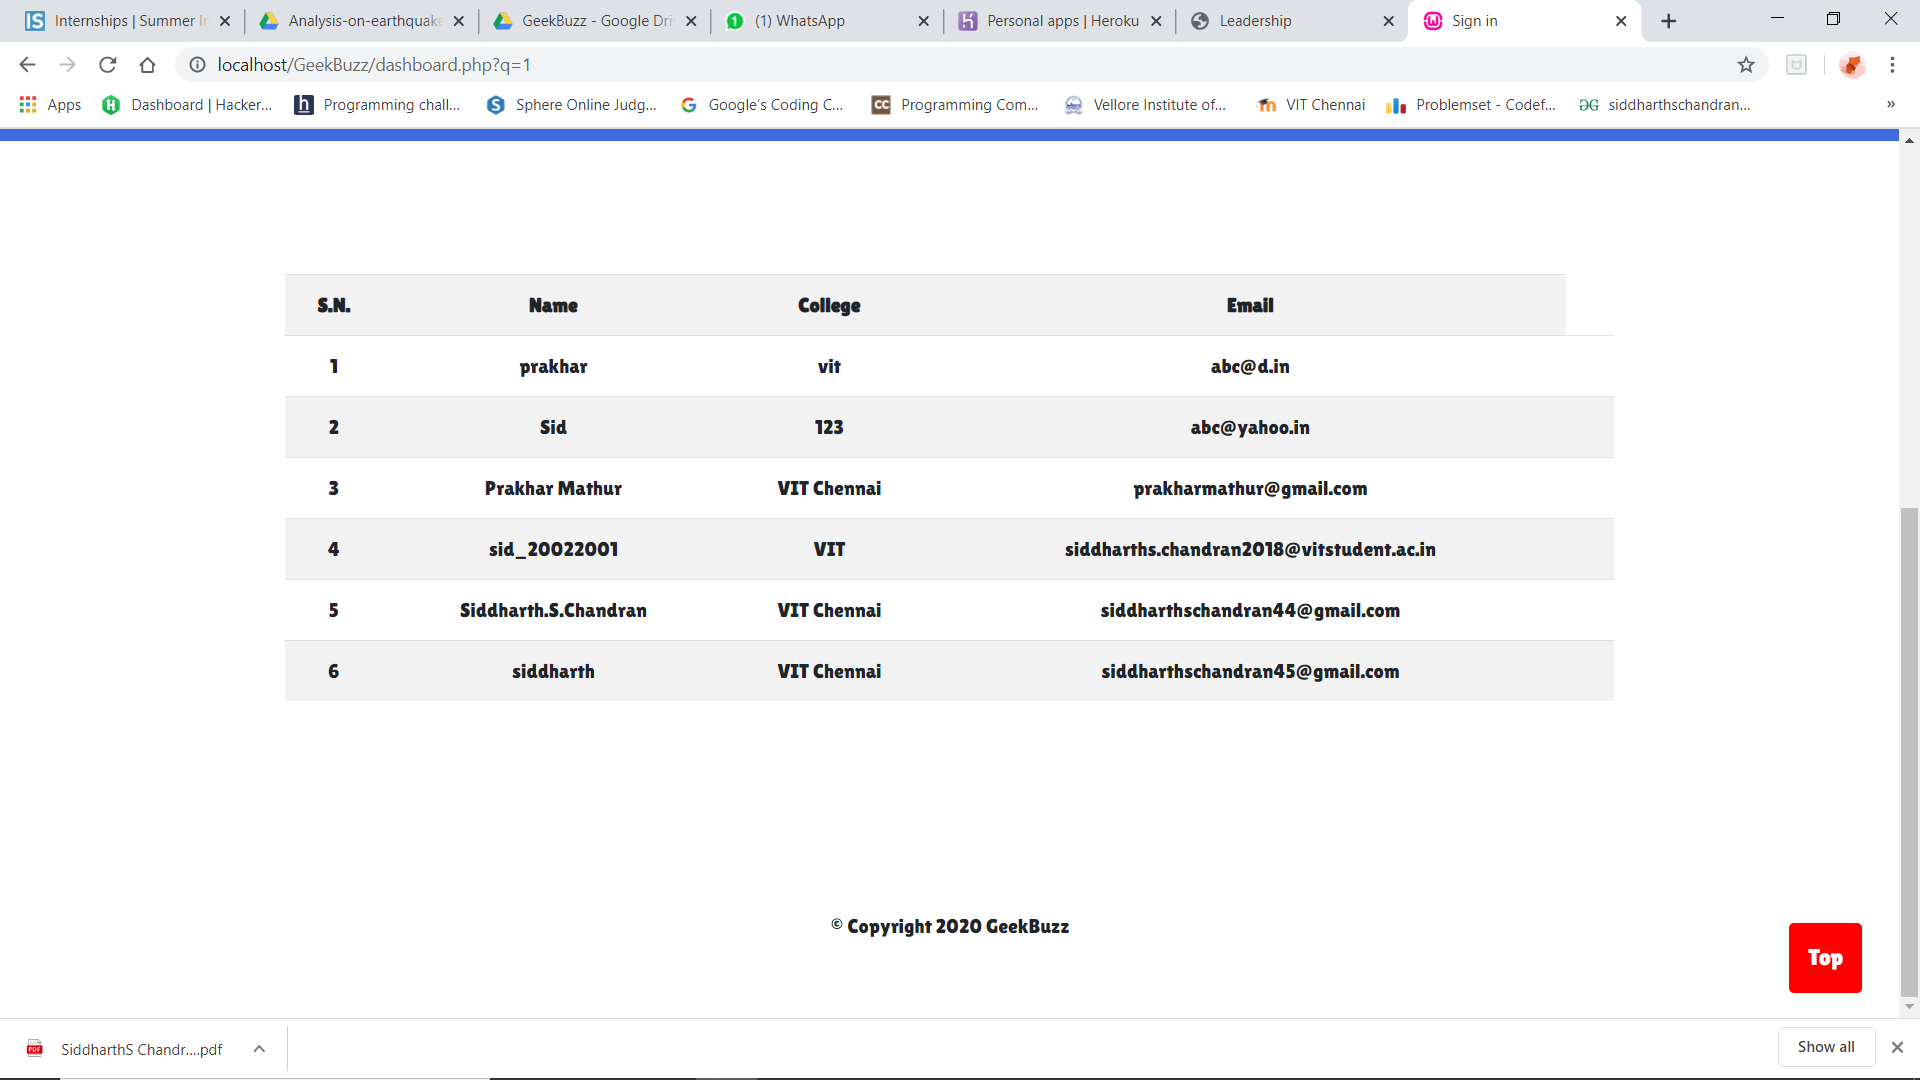 Internships | Summer In
Analysis-on-earthquake
GeekBuzz - Google Driv
(1) WhatsApp
Personal apps | Heroku
Leadership
Sign in
localhost/GeekBuzz/dashboard.php?q=1
Apps
Dashboard | Hacker...
Programming chall...
Sphere Online Judg...
Google's Coding C...
Programming Com...
Vellore Institute of...
VIT Chennai
Problemset - Codef...
siddharthschandran...
S.N. Name College Email
1 prakhar vit abc@d.in
2 Sid 123 abc@yahoo.in
3 Prakhar Mathur VIT Chennai prakharmathur@gmail.com
4 sid_20022001 VIT siddharths.chandran2018@vitstudent.ac.in
5 Siddharth.S.Chandran VIT Chennai siddharthschandran44@gmail.com
6 siddharth VIT Chennai siddharthschandran45@gmail.com
© Copyright 2020 GeekBuzz
Top
SiddharthS Chandr....pdf
Show all